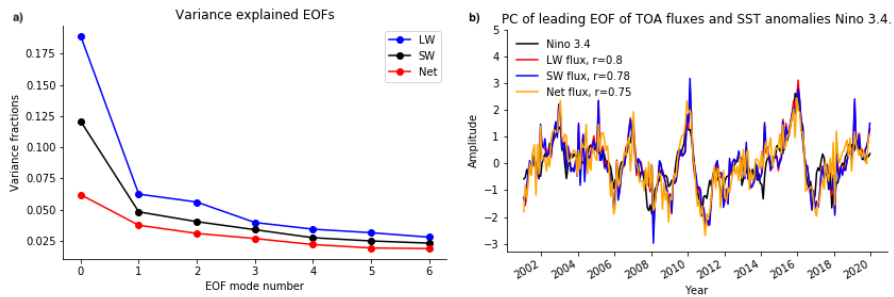 a)
Variance explained EOFs
Variance fractions
0.175
0.150
0.125
0.100
0.075
0.050
0.025
LW
SW
Net
0 1 2 3 4 5 6
EOF mode number
b)
PC of leading EOF of TOA fluxes and SST anomalies Nino 3.4.
Amplitude
5
4
3
2
1
0
−1
−2
−3
Nino 3.4
LW flux, r=0.8
SW flux, r=0.78
Net flux, r=0.75
2002 2004 2006 2008 2010 2012 2014 2016 2018 2020
Year